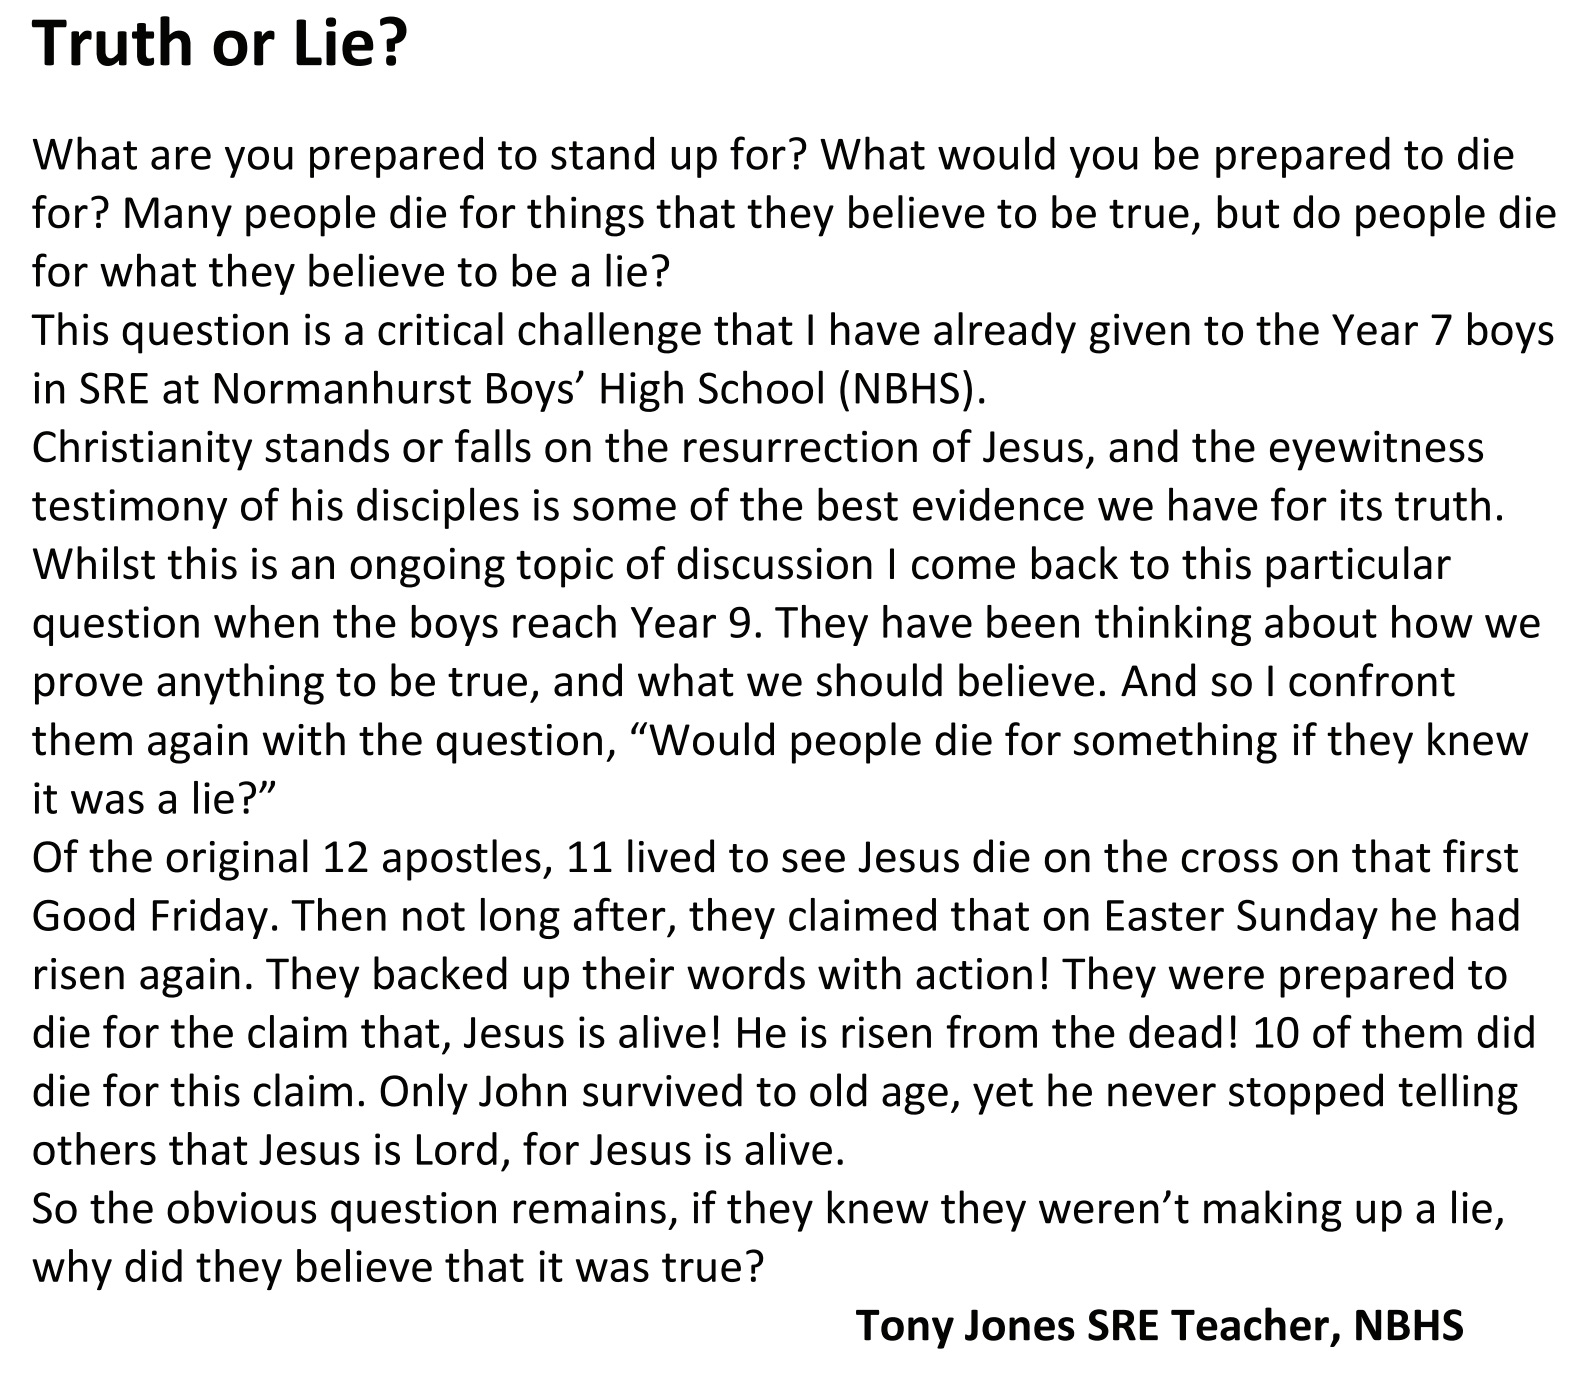 Truth or Lie?
What are you prepared to stand up for? What would you be prepared to die
for? Many people die for things that they believe to be true, but do people die
for what they believe to be a lie?
This question is a critical challenge that I have already given to the Year 7 boys
in SRE at Normanhurst Boys’ High School (NBHS).
Christianity stands or falls on the resurrection of Jesus, and the eyewitness
testimony of his disciples is some of the best evidence we have for its truth.
Whilst this is an ongoing topic of discussion I come back to this particular
question when the boys reach Year 9. They have been thinking about how we
prove anything to be true, and what we should believe. And so I confront
them again with the question, “Would people die for something if they knew
it was a lie?”
Of the original 12 apostles, 11 lived to see Jesus die on the cross on that first
Good Friday. Then not long after, they claimed that on Easter Sunday he had
risen again. They backed up their words with action! They were prepared to
die for the claim that, Jesus is alive! He is risen from the dead! 10 of them did
die for this claim. Only John survived to old age, yet he never stopped telling
others that Jesus is Lord, for Jesus is alive.
So the obvious question remains, if they knew they weren’t making up a lie,
why did they believe that it was true?
Tony Jones SRE Teacher, NBHS